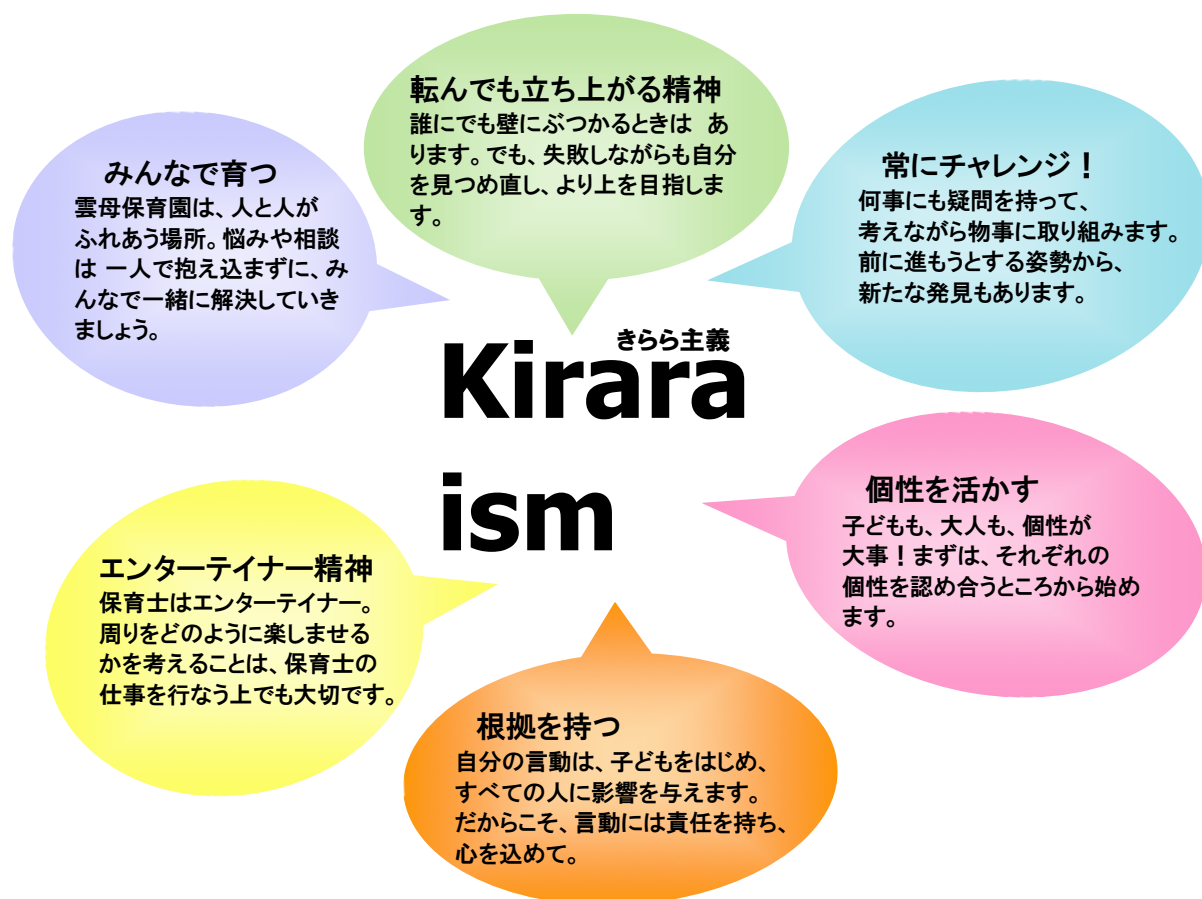 転んでも立ち上がる精神
誰にでも壁にぶつかるときは あ
ります。でも、失敗しながらも自分
を見つめ直し、より上を目指しま
す。
みんなで育つ
雲母保育園は、人と人が
ふれあう場所。悩みや相談
は 一人で抱え込まずに、み
んなで一緒に解決していき
ましょう。
常にチャレンジ！
何事にも疑問を持って、
考えながら物事に取り組みます。
前に進もうとする姿勢から、
新たな発見もあります。
きらら主義
Kirara
ism
個性を活かす
子どもも、大人も、個性が
大事！まずは、それぞれの
個性を認め合うところから始め
ます。
エンターテイナー精神
保育士はエンターテイナー。
周りをどのように楽しませる
かを考えることは、保育士の
仕事を行なう上でも大切です。
根拠を持つ
自分の言動は、子どもをはじめ、
すべての人に影響を与えます。
だからこそ、言動には責任を持ち、
心を込めて。